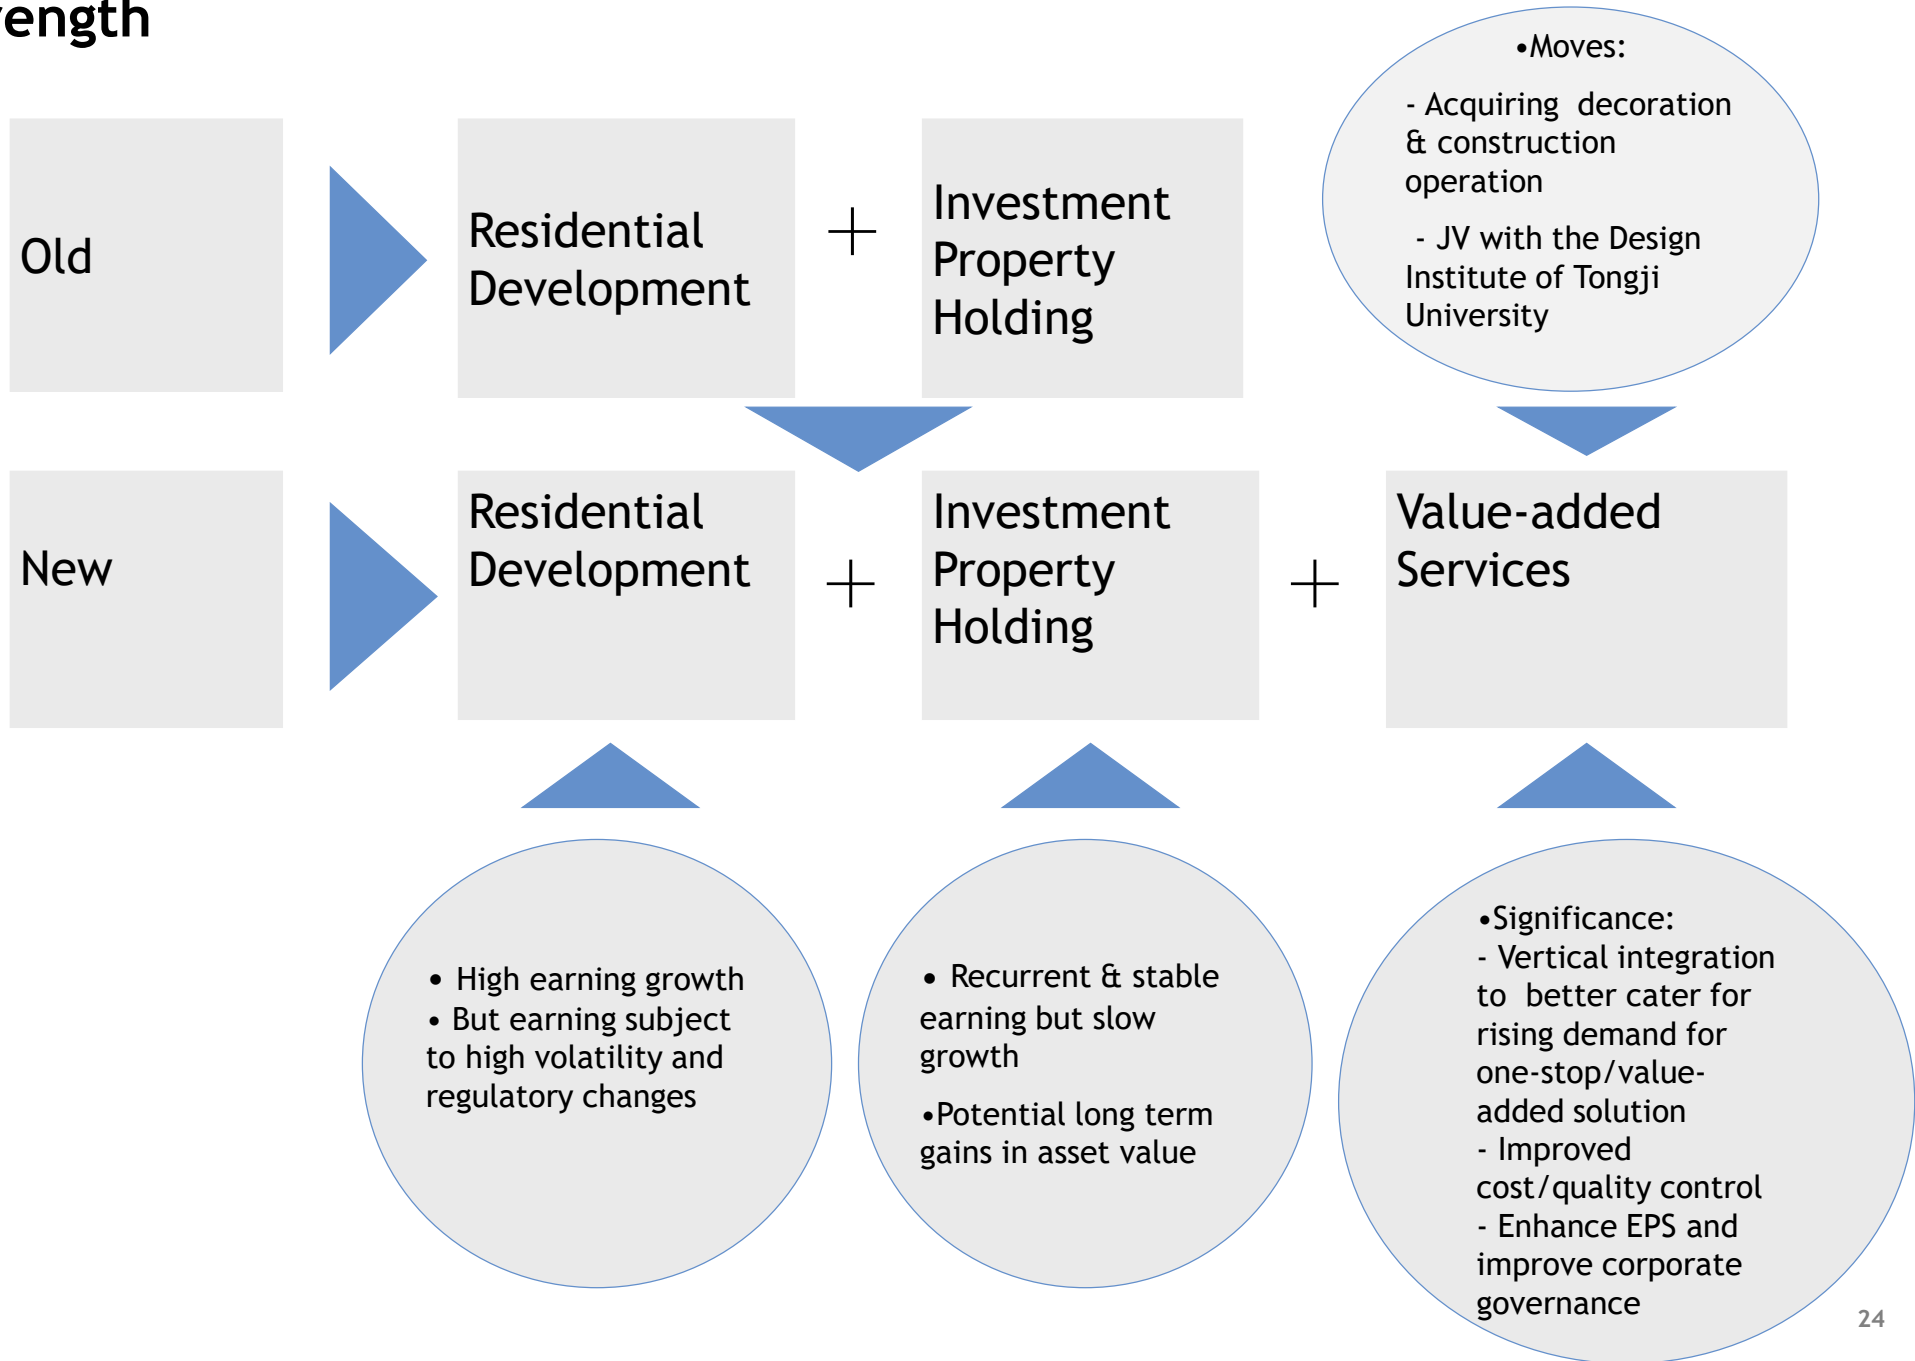 rength
•Moves:
- Acquiring decoration
& construction
operation
- JV with the Design
Institute of Tongji
University
Old
Residential
Development
+
Investment
Property
Holding
New
Residential
Development
+
Investment
Property
Holding
+
Value-added
Services
• High earning growth
• But earning subject
to high volatility and
regulatory changes
• Recurrent & stable
earning but slow
growth
•Potential long term
gains in asset value
•Significance:
- Vertical integration
to better cater for
rising demand for
one-stop/value-
added solution
- Improved
cost/quality control
- Enhance EPS and
improve corporate
governance
24